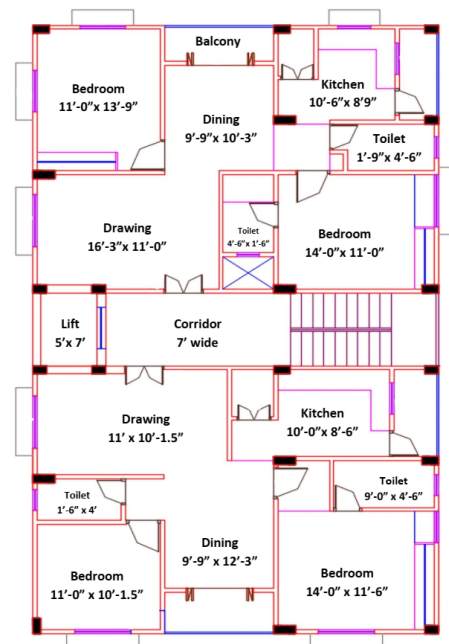 Balcony
Bedroom
11'-0"x 13'-9"
Kitchen
10'-6"x 8'9"
Dining
9'-9"x 10'-3"
Toilet
1'-9"x 4'-6"
Drawing
16'-3"x 11'-0"
Toilet
4'-6"x 1'-6"
Bedroom
14'-0"x 11'-0"
Lift
5'x 7'
Corridor
7' wide
Drawing
11' x 10'-1.5"
Kitchen
10'-0"x 8'-6"
Toilet
1'-6" x 4'
Toilet
9'-0"x 4'-6"
Dining
9'-9" x 12'-3"
Bedroom
11'-0"x 10'-1.5"
Bedroom
14'-0"x 11'-6"